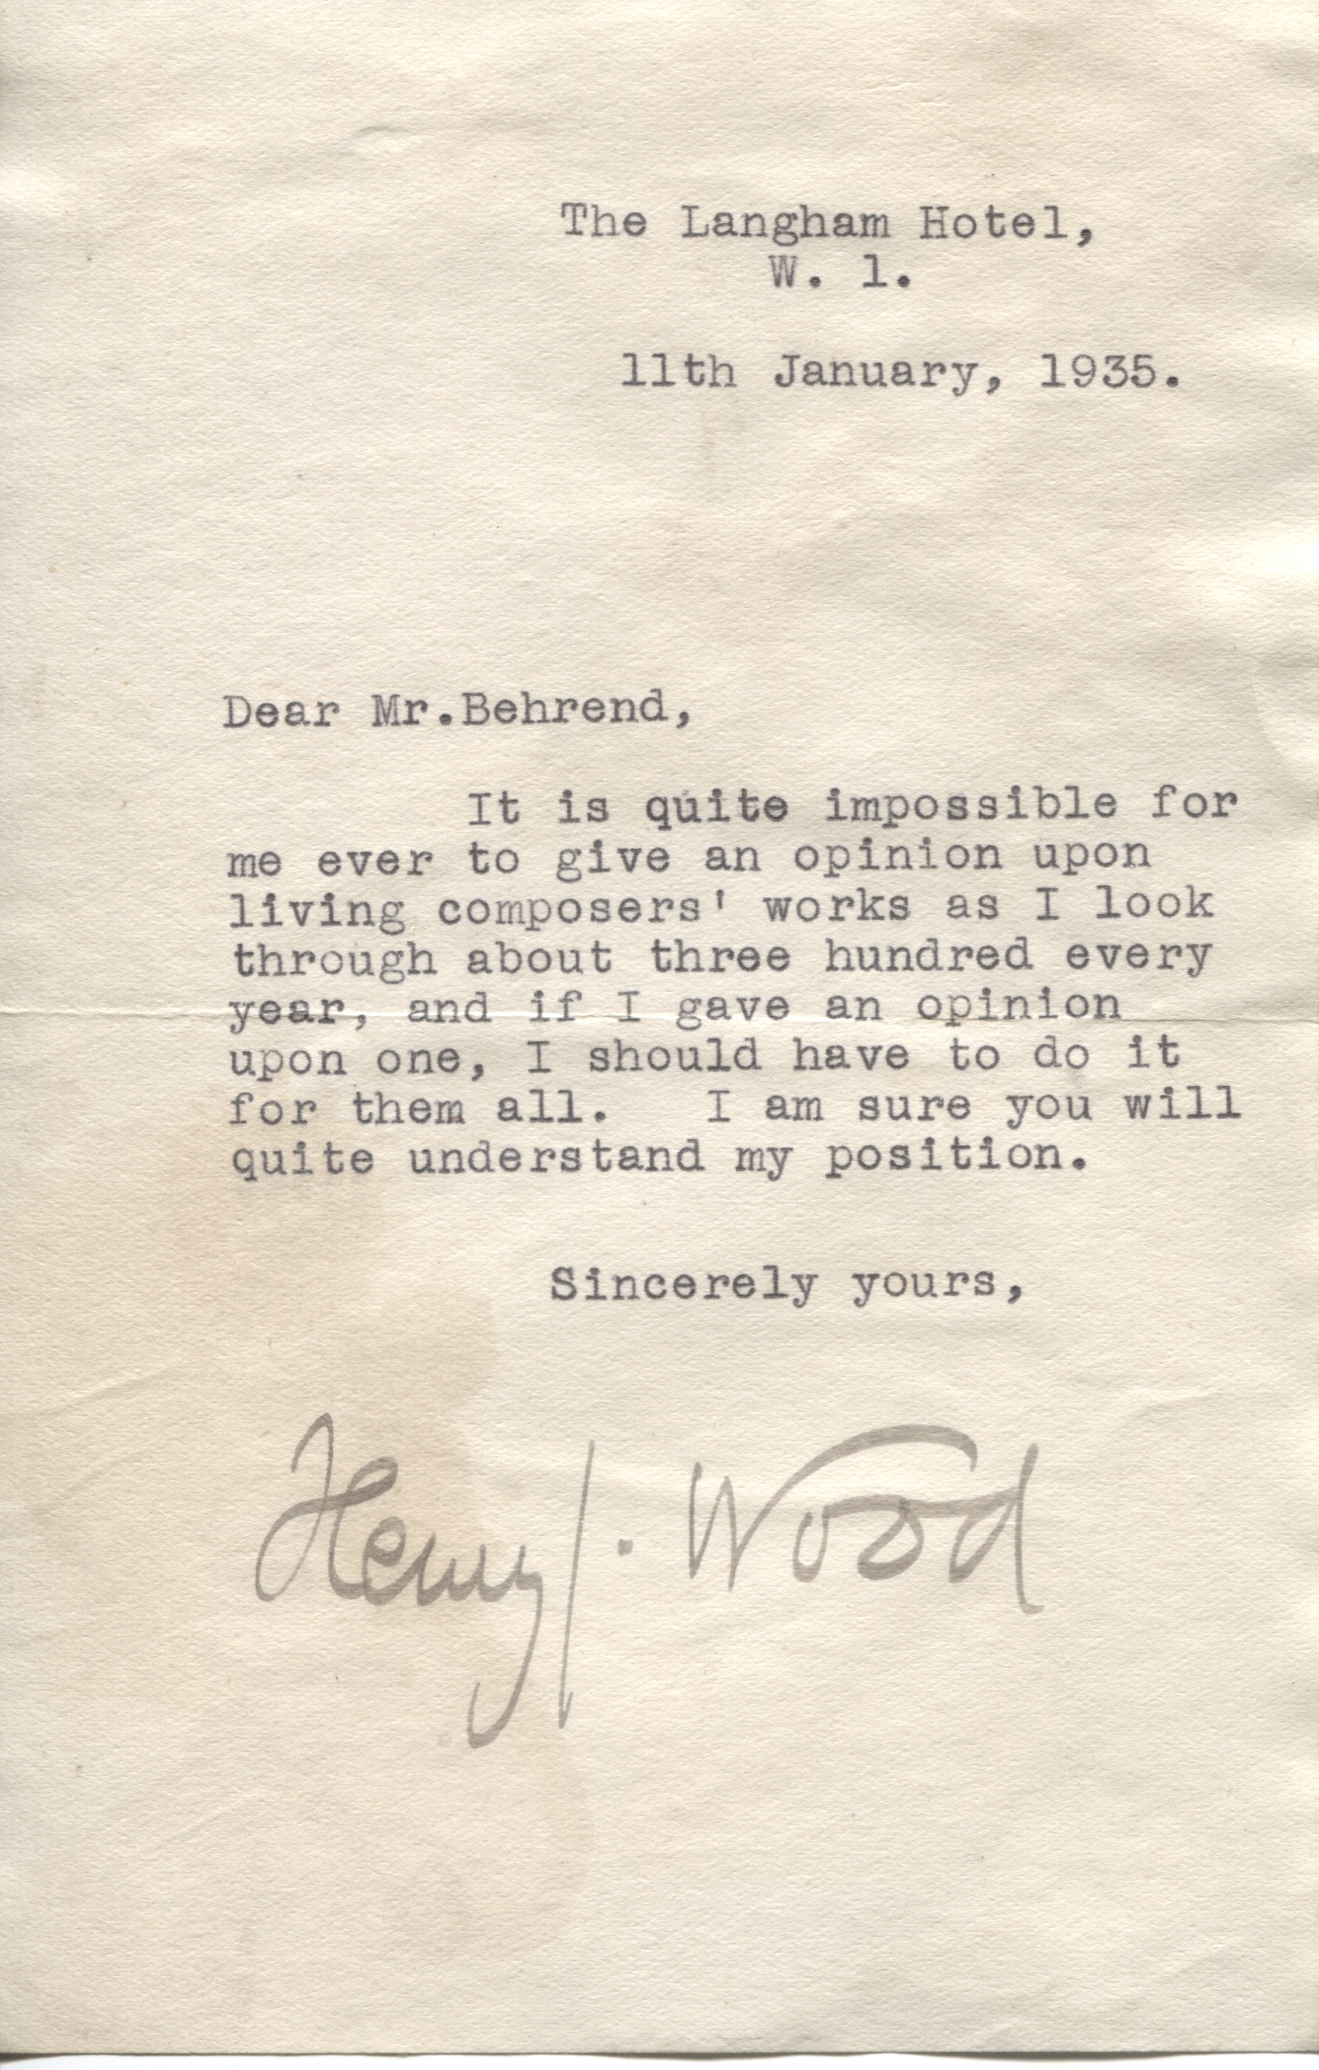 The Langham Hotel,
W. 1.
11th January, 1935.
Dear Mr.Behrend,
It is quite impossible for
me ever to give an opinion upon
living composers' works as I look
through about three hundred every
year, and if I gave an opinion
upon one, I should have to do it
for them all.   I am sure you will
quite understand my position.
Sincerely yours,
Henry J. Wood